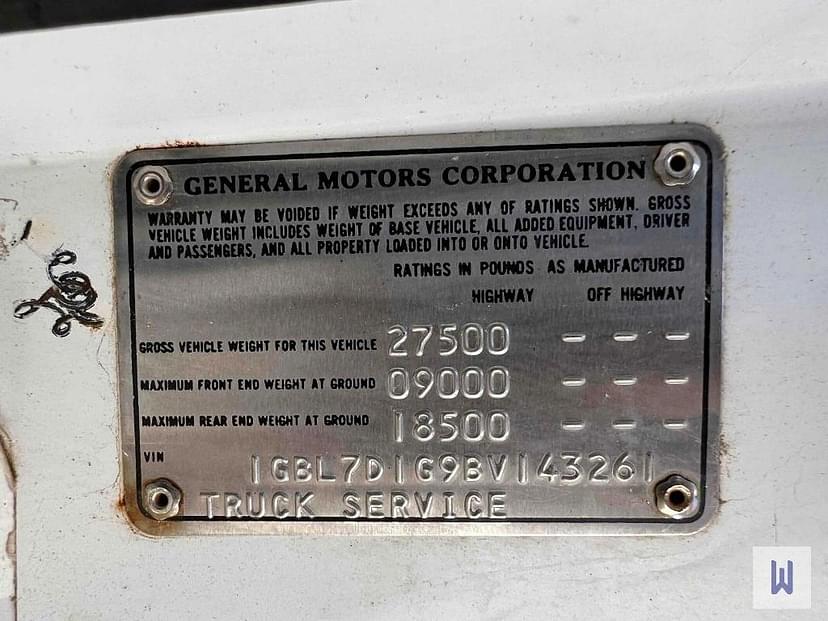 GENERAL MOTORS CORPORATION
WARRANTY MAY BE VOIDED IF WEIGHT EXCEEDS ANY OF RATINGS SHOWN. GROSS
VEHICLE WEIGHT INCLUDES WEIGHT OF BASE VEHICLE, ALL ADDED EQUIPMENT, DRIVER
AND PASSENGERS, AND ALL PROPERTY LOADED INTO OR ONTO VEHICLE.
RATINGS IN POUNDS AS MANUFACTURED
HIGHWAY OFF HIGHWAY
GROSS VEHICLE WEIGHT FOR THIS VEHICLE 27500 – – –
MAXIMUM FRONT END WEIGHT AT GROUND 09000 – – –
MAXIMUM REAR END WEIGHT AT GROUND 18500 – – –
VIN 1GBL7D1G9BV143261
TRUCK SERVICE
W